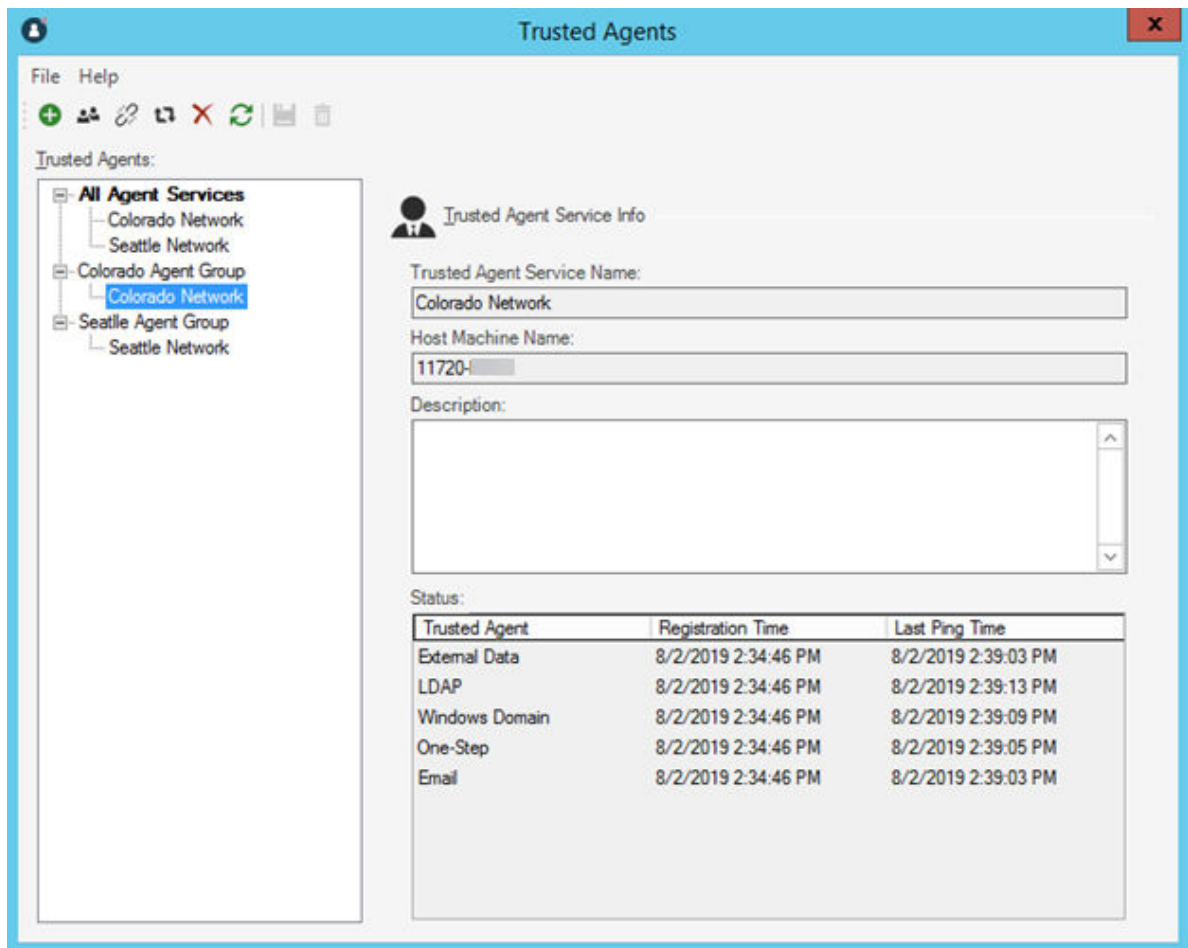 Trusted Agents
File Help
Trusted Agents:
All Agent Services
Colorado Network
Seattle Network
Colorado Agent Group
Colorado Network
Seatlle Agent Group
Seattle Network
Trusted Agent Service Info
Trusted Agent Service Name:
Colorado Network
Host Machine Name:
11720-
Description:
Status:
Trusted Agent Registration Time Last Ping Time
External Data 8/2/2019 2:34:46 PM 8/2/2019 2:39:03 PM
LDAP 8/2/2019 2:34:46 PM 8/2/2019 2:39:13 PM
Windows Domain 8/2/2019 2:34:46 PM 8/2/2019 2:39:09 PM
One-Step 8/2/2019 2:34:46 PM 8/2/2019 2:39:05 PM
Email 8/2/2019 2:34:46 PM 8/2/2019 2:39:03 PM